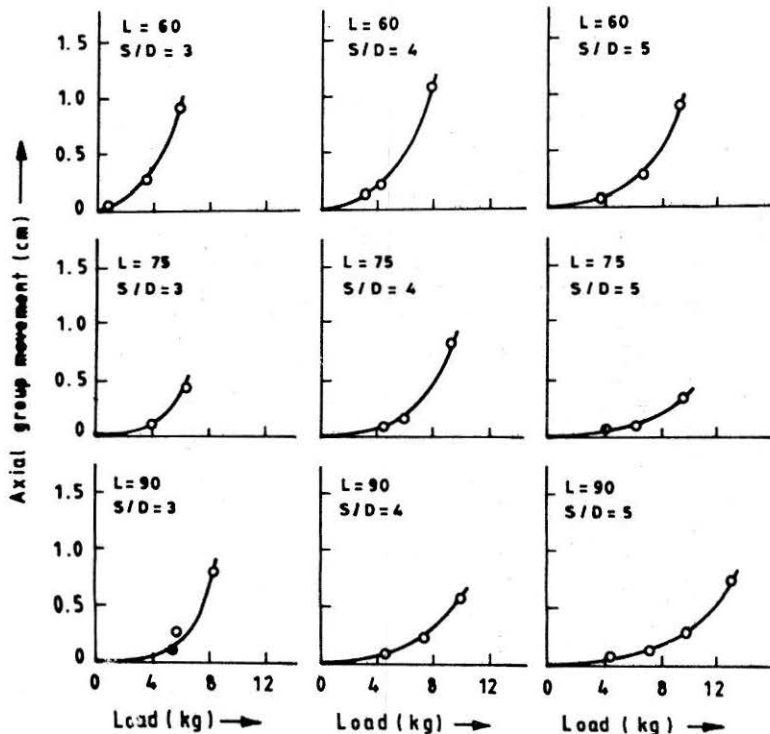 Axial group movement (cm)
1.5
1.0
0.5
0
L = 60
S/D = 3
L = 60
S/D = 4
L = 60
S/D = 5
4
8
12
1.5
1.0
0.5
0
L = 75
S/D = 3
L = 75
S/D = 4
L = 75
S/D = 5
1.5
1.0
0.5
0
L = 90
S/D = 3
L = 90
S/D = 4
L = 90
S/D = 5
0 4 8 12
0 4 8 12
0 4 8 12
Load (kg)
Load (kg)
Load (kg)